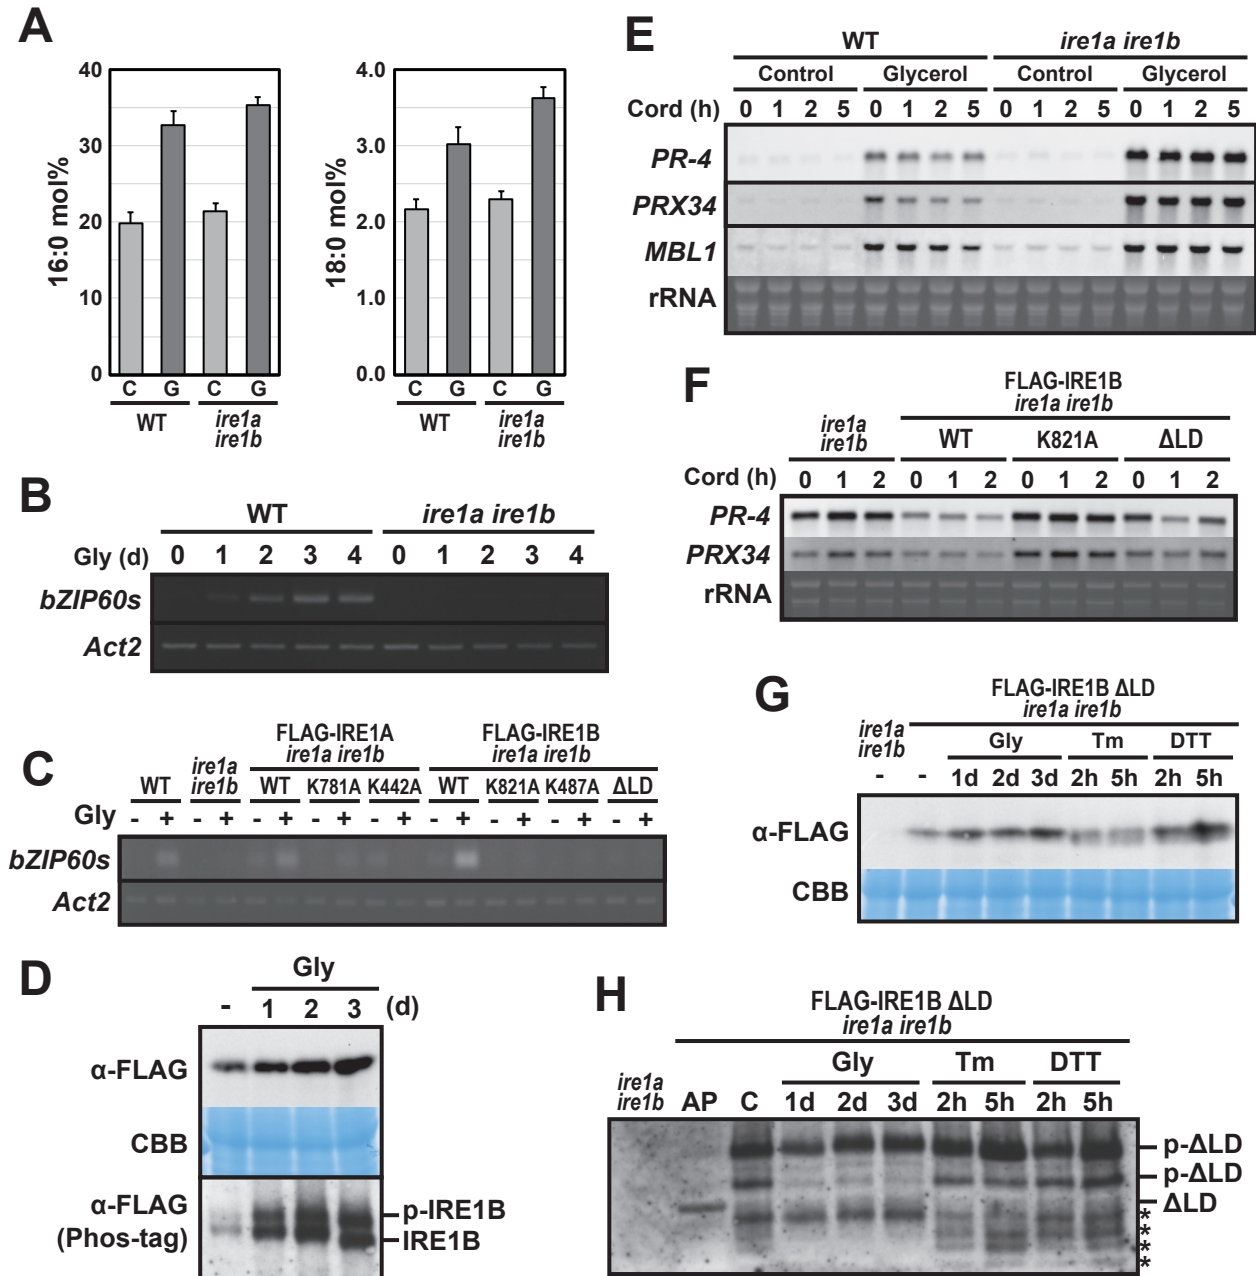 A
40
30
20
10
0
16:0 mol%
C G C G
WT
ire1a
ire1b
4.0
3.0
2.0
1.0
0.0
18:0 mol%
C G C G
WT
ire1a
ire1b
B
WT ire1a ire1b
Gly (d) 0 1 2 3 4 0 1 2 3 4
bZIP60s
Act2
C
FLAG-IRE1A FLAG-IRE1B
ire1a ire1b ire1a ire1b
WT ire1a ire1b WT K781A K442A WT K821A K487A ΔLD
Gly - + - + - + - + - + - + - + - + - +
bZIP60s
Act2
D
Gly
- 1 2 3 (d)
α-FLAG
CBB
α-FLAG
(Phos-tag)
p-IRE1B
IRE1B
E
WT ire1a ire1b
Control Glycerol Control Glycerol
Cord (h) 0 1 2 5 0 1 2 5 0 1 2 5 0 1 2 5
PR-4
PRX34
MBL1
rRNA
F
FLAG-IRE1B
ire1a ire1b
ire1a ire1b WT K821A ΔLD
Cord (h) 0 1 2 0 1 2 0 1 2 0 1 2
PR-4
PRX34
rRNA
G
FLAG-IRE1B ΔLD
ire1a ire1b
ire1a ire1b Gly Tm DTT
- - 1d 2d 3d 2h 5h 2h 5h
α-FLAG
CBB
H
FLAG-IRE1B ΔLD
ire1a ire1b
Gly Tm DTT
ire1a ire1b AP C 1d 2d 3d 2h 5h 2h 5h
p-ΔLD
p-ΔLD
ΔLD
*
*
*
*